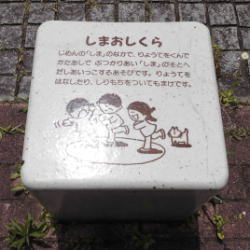 しまおしくら
じめんの「しま」のなかで、りょうてをくんで
かたあしで ぶつかりあい「しま」のそとへ
だしあいっこするあそびです。りょうてを
はなしたり、しりもちをついてもまけです。